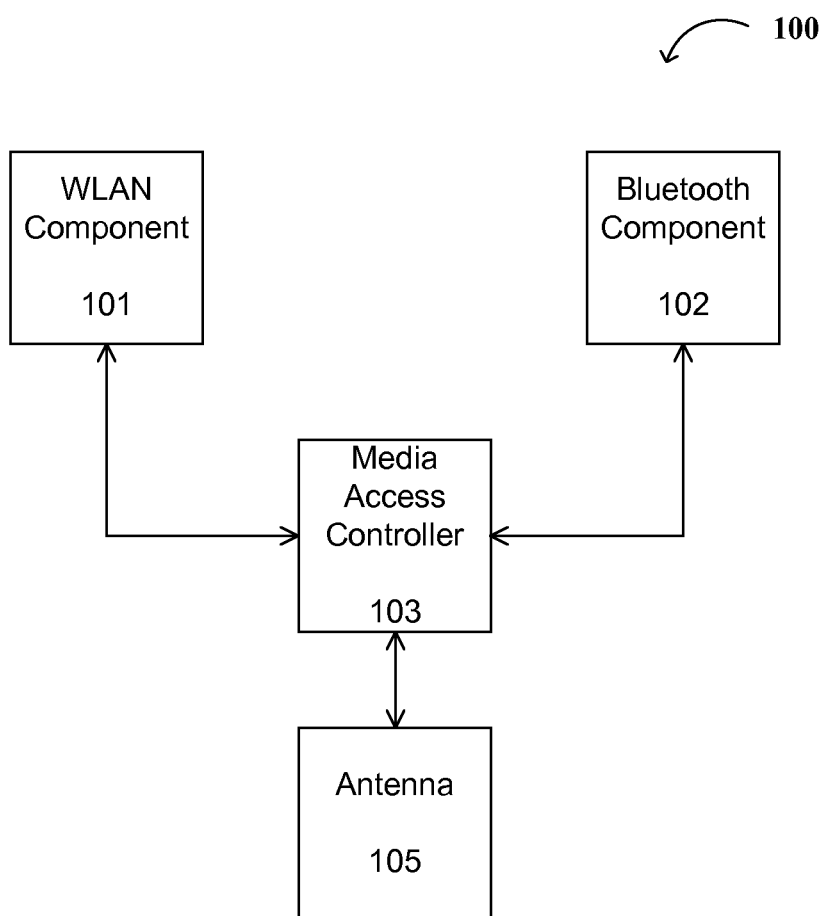 100
WLAN
Component
101
Bluetooth
Component
102
Media
Access
Controller
103
Antenna
105